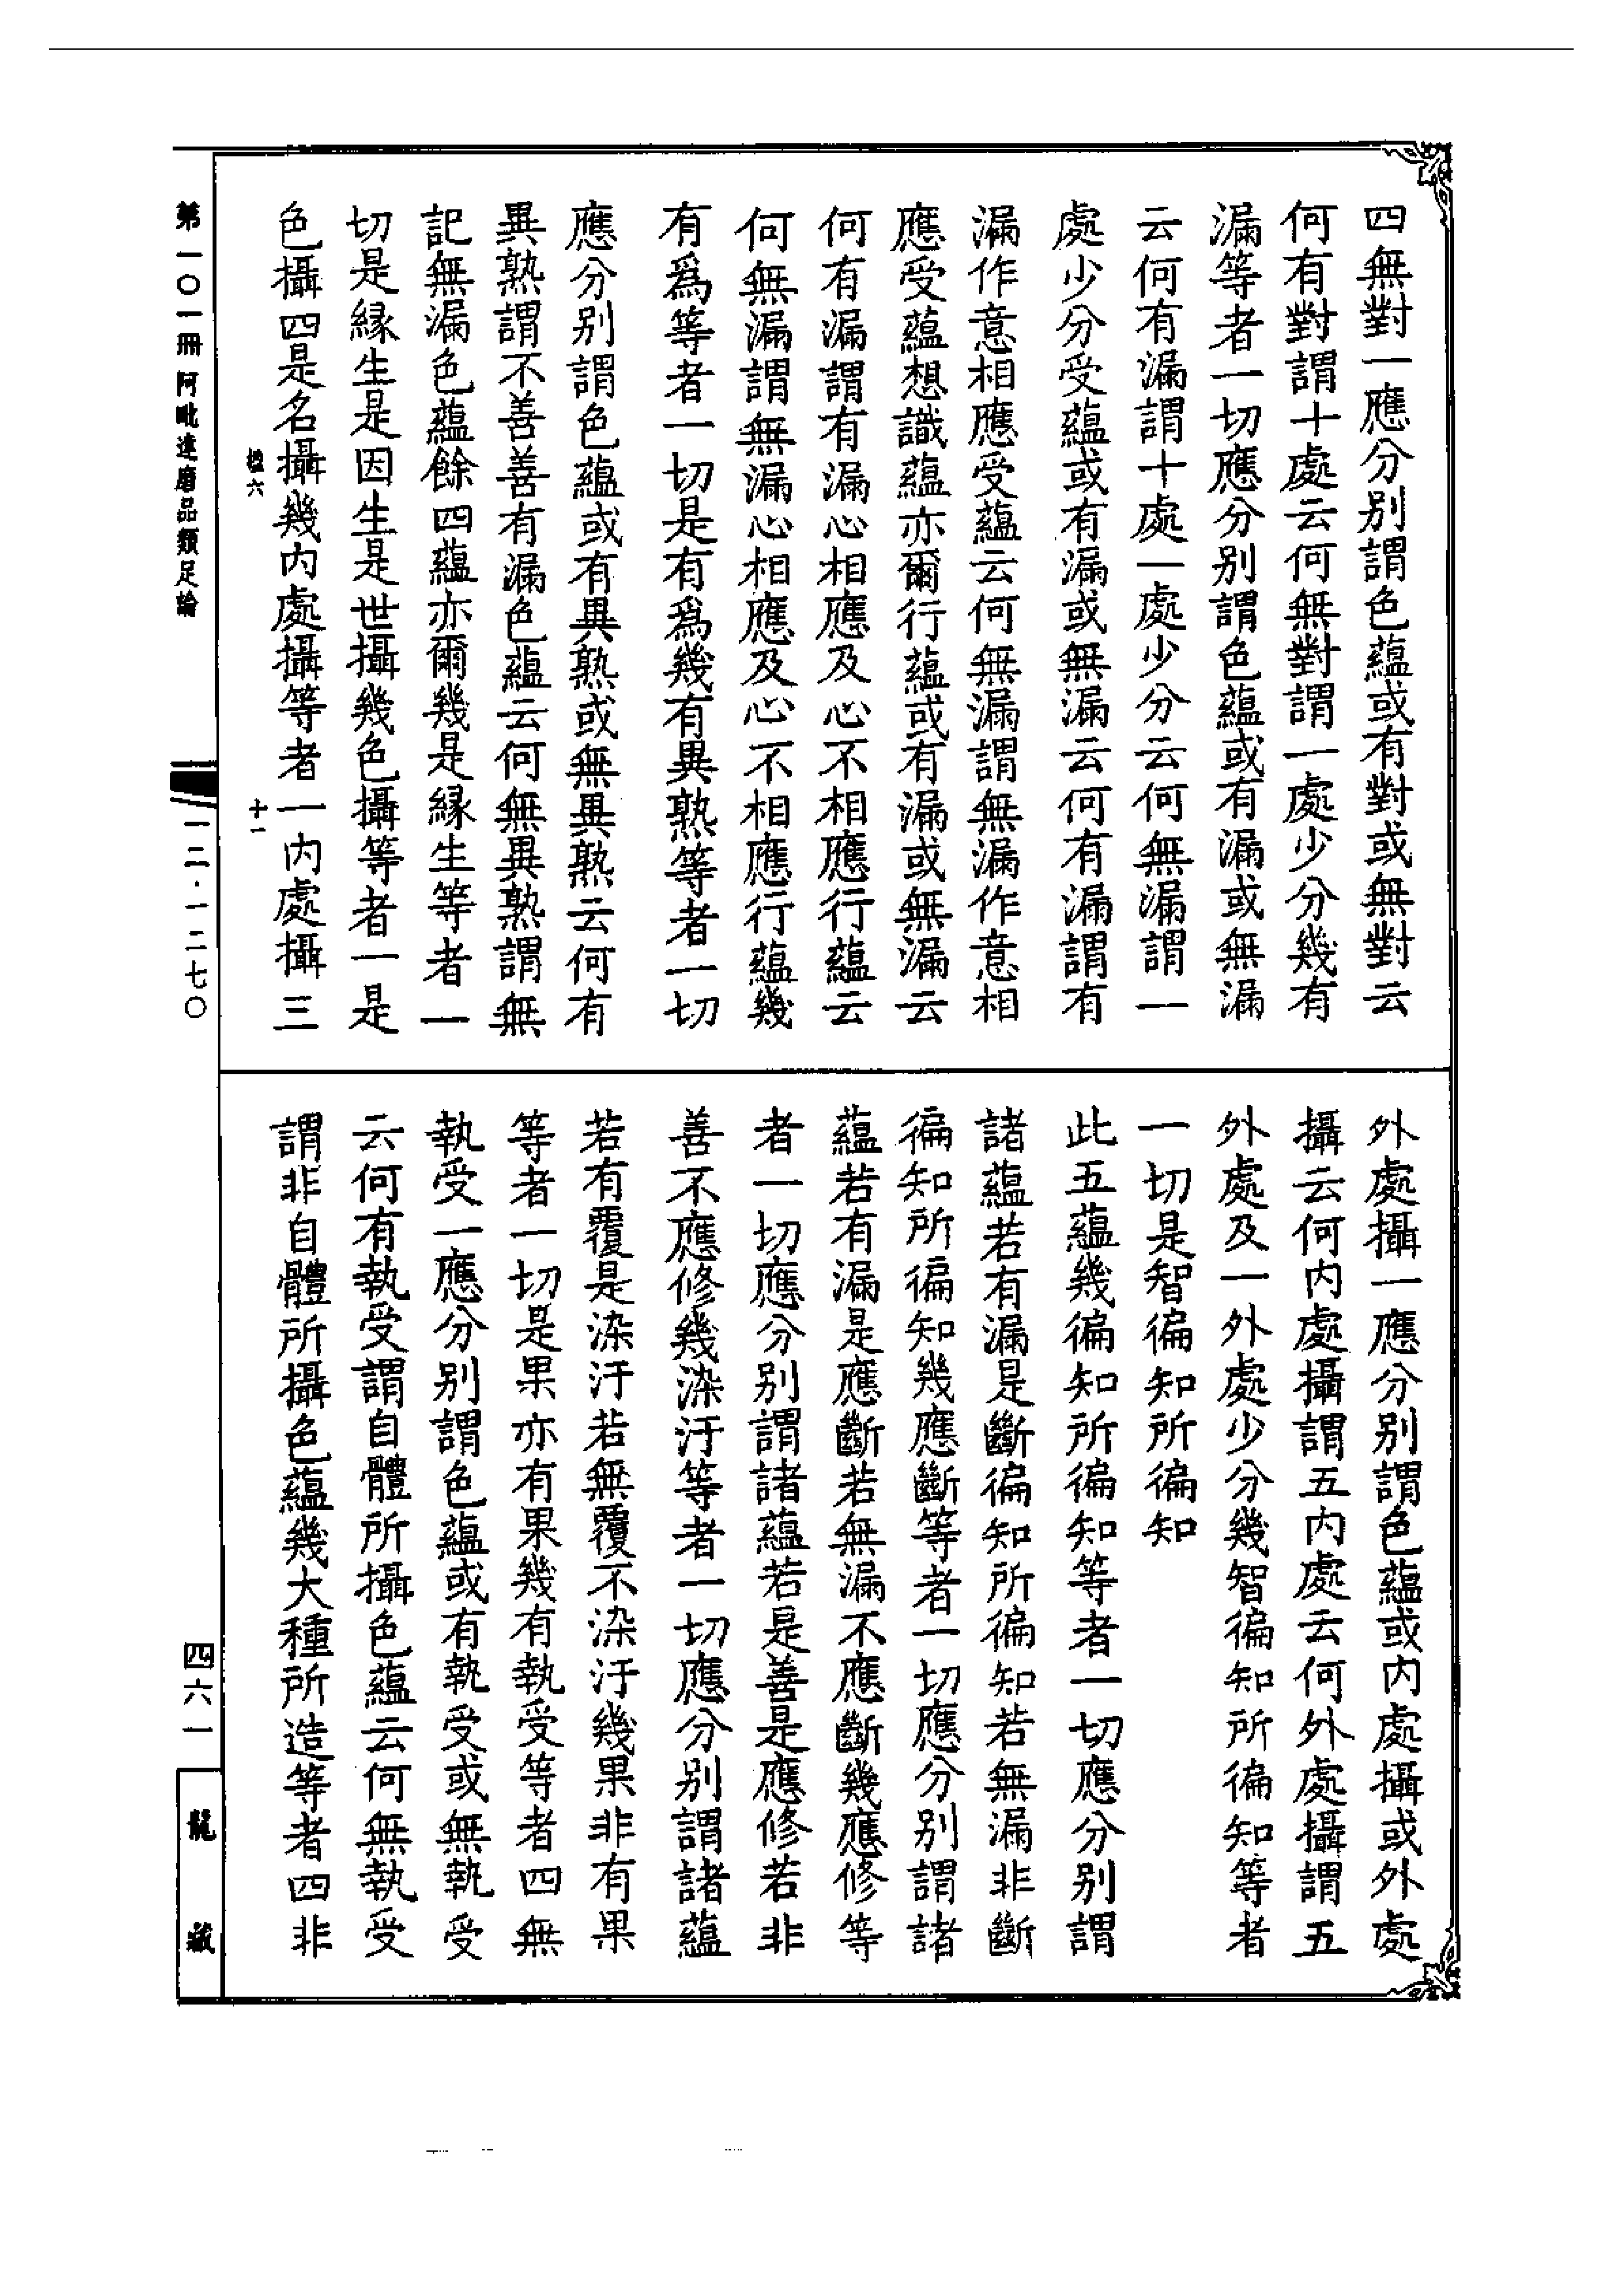 四無對一應分別謂色蘊或有對或無對云
何有對謂十處云何無對謂一處少分幾有
漏等者一切應分別謂色蘊或有漏或無漏
云何有漏謂十處一處少分云何無漏謂一
處少分受蘊或有漏或無漏云何有漏謂有
漏作意相應受蘊云何無漏謂無漏作意相
應受蘊想識蘊亦爾行蘊或有漏或無漏云
何有漏謂有漏心相應及心不相應行蘊云
何無漏謂無漏心相應及心不相應行蘊幾
有爲等者一切是有爲幾有異熟等者一切
應分別謂色蘊或有異熟或無異熟云何有
異熟謂不善善有漏色蘊云何無異熟謂無
記無漏色蘊餘四蘊亦爾幾是緣生等者一
切是緣生是因生是世攝幾色攝等者一是
色攝四是名攝幾內處攝等者一內處攝三
外處攝一應分別謂色蘊或內處攝或外處
攝云何內處攝謂五內處云何外處攝謂五
外處及一外處少分幾智徧知所徧知等者
一切是智徧知所徧知
此五蘊幾徧知所徧知等者一切應分別謂
諸蘊若有漏是斷徧知所徧知若無漏非斷
徧知所徧知幾應斷等者一切應分別謂諸
蘊若有漏是應斷若無漏不應斷幾應修等
者一切應分別謂諸蘊若是善是應修若非
善不應修幾染汙等者一切應分別謂諸蘊
若有覆是染汙若無覆不染汙幾果非有果
等者一切是果亦有果幾有執受等者四無
執受一應分別謂色蘊或有執受或無執受
云何有執受謂自體所攝色蘊云何無執受
謂非自體所攝色蘊幾大種所造等者四非
第一〇一冊 阿毗達磨品類足論
十一
一二·一二七〇
四六一
龍藏